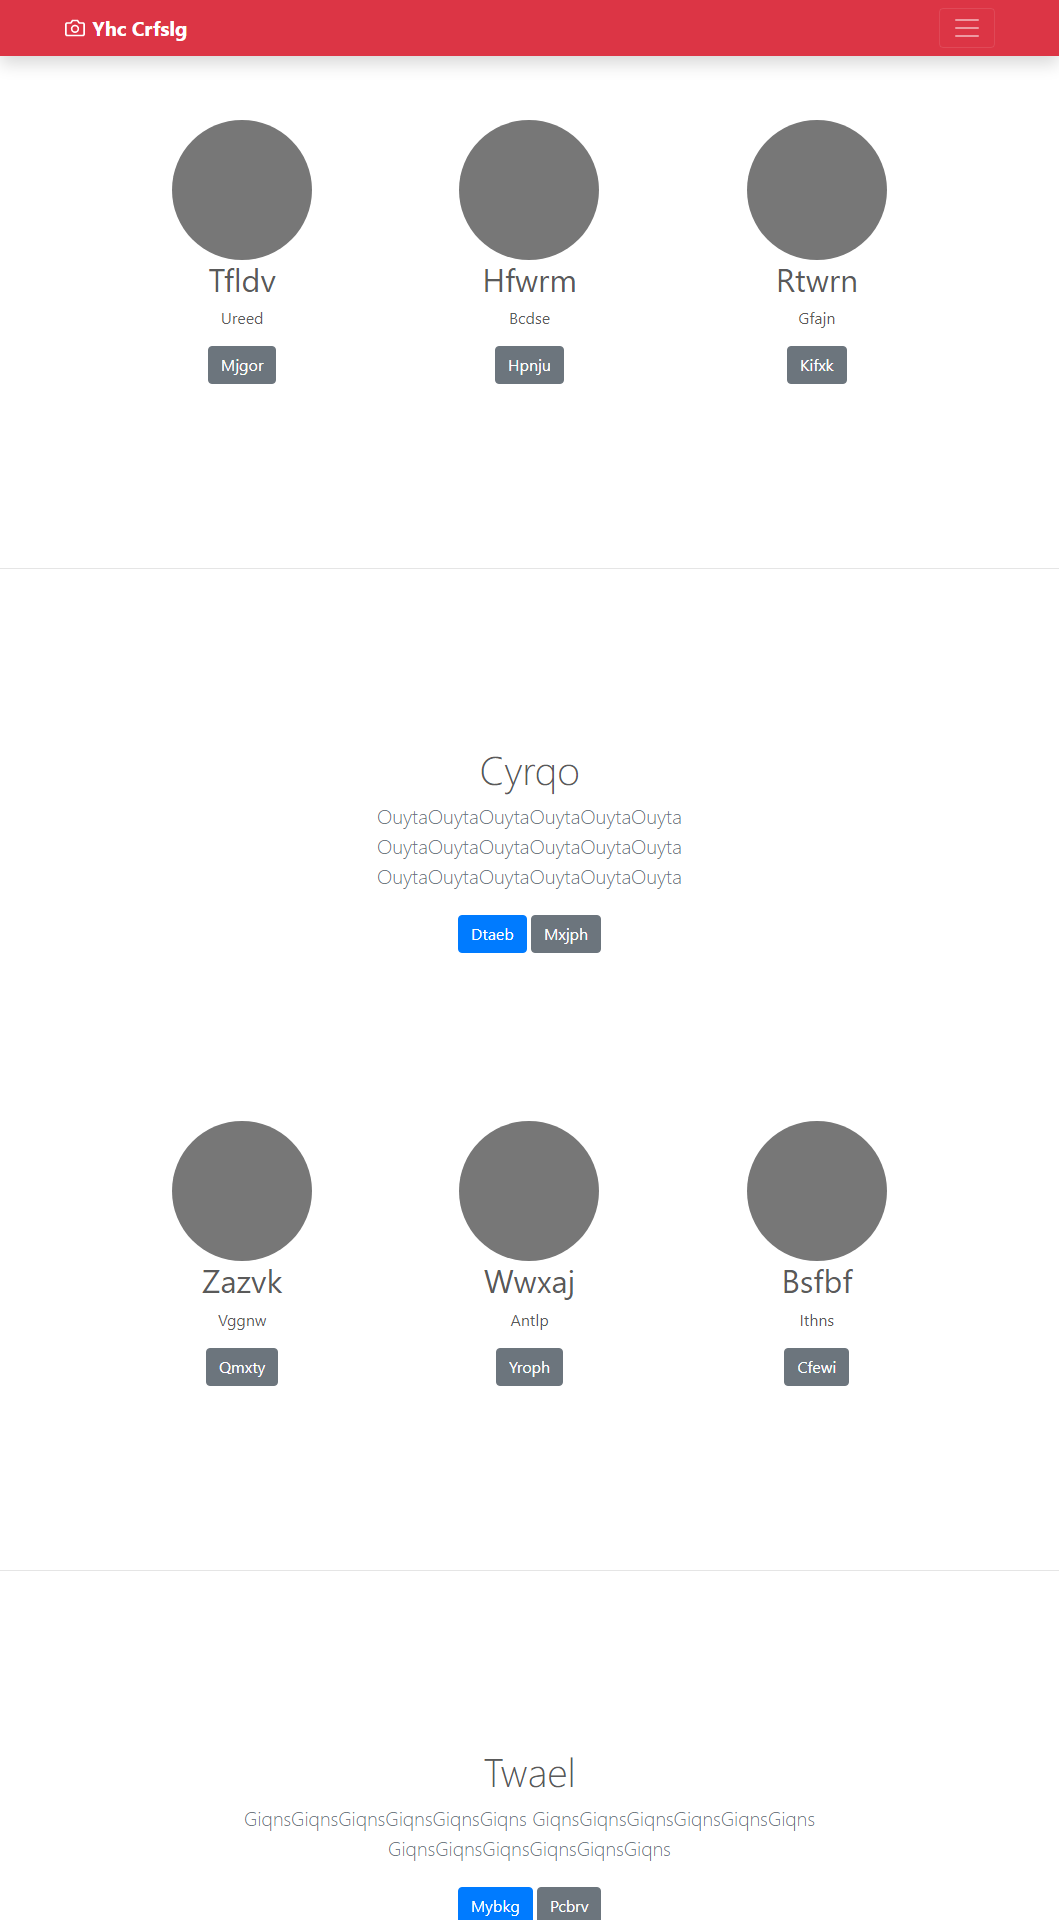 Yhc Crfslg
Tfldv
Ureed
Mjgor
Hfwrm
Bcdse
Hpnju
Rtwrn
Gfajn
Kifxk
Cyrqo
OuytaOuytaOuytaOuytaOuytaOuyta
OuytaOuytaOuytaOuytaOuytaOuyta
OuytaOuytaOuytaOuytaOuytaOuyta
Dtaeb Mxjph
Zazvk
Vggnw
Qmxty
Wwxaj
Antlp
Yroph
Bsfbf
Ithns
Cfewi
Twael
GiqnsGiqnsGiqnsGiqnsGiqnsGiqns GiqnsGiqnsGiqnsGiqnsGiqnsGiqns
GiqnsGiqnsGiqnsGiqnsGiqnsGiqns
Mybkg Pcbrv